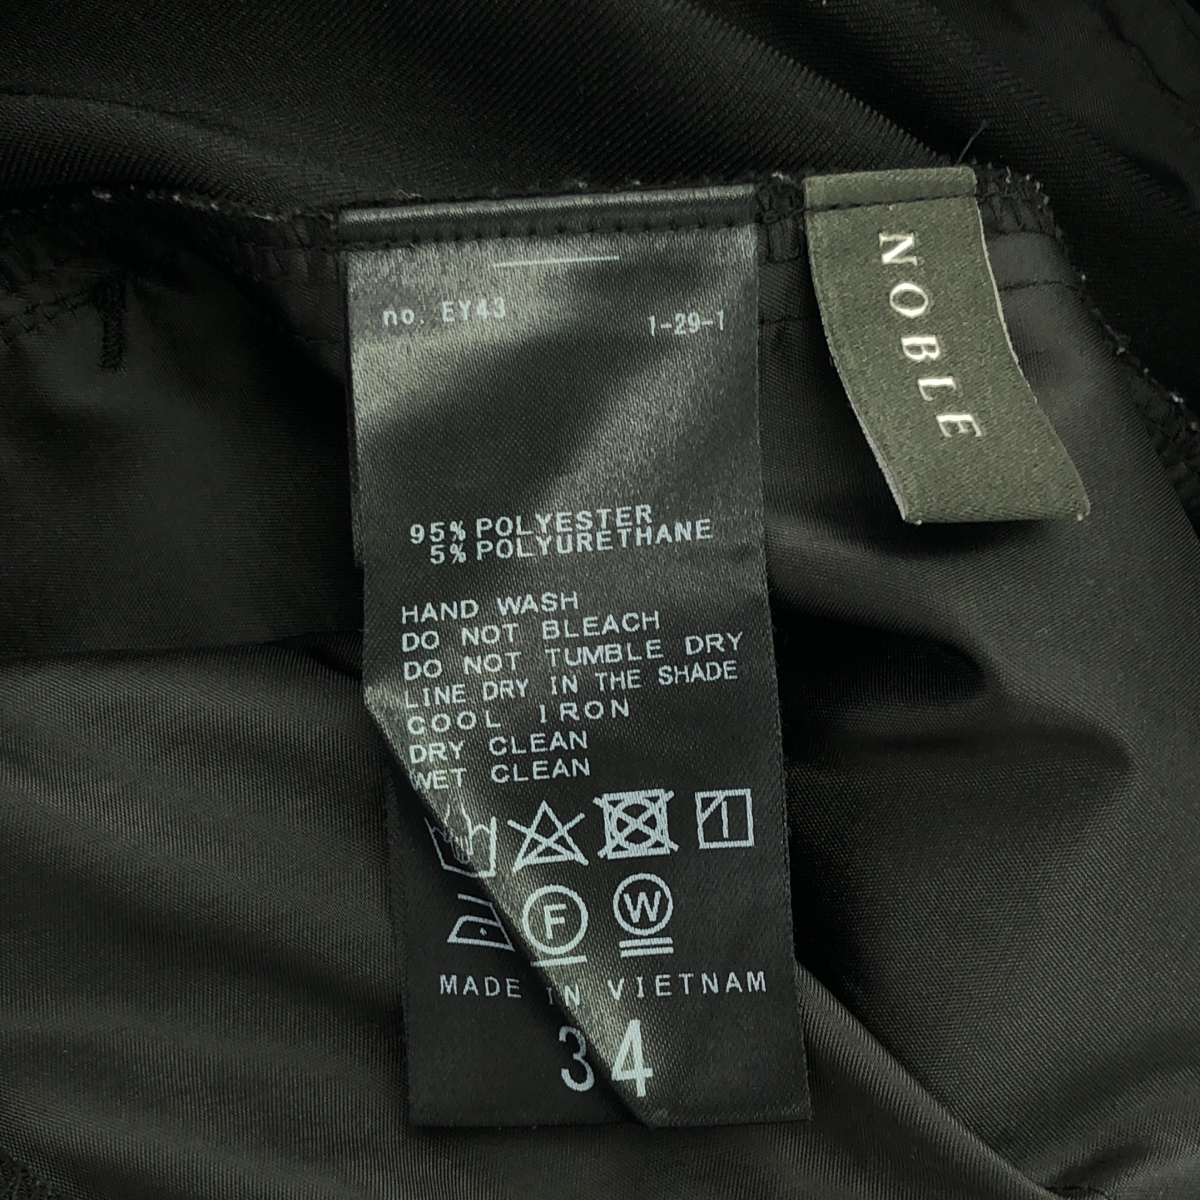 no. EY43
1-29-1
95% POLYESTER
5% POLYURETHANE
HAND WASH
DO NOT BLEACH
DO NOT TUMBLE DRY
LINE DRY IN THE SHADE
COOL IRON
DRY CLEAN
WET CLEAN
F
W
MADE IN VIETNAM
34
NOBLE